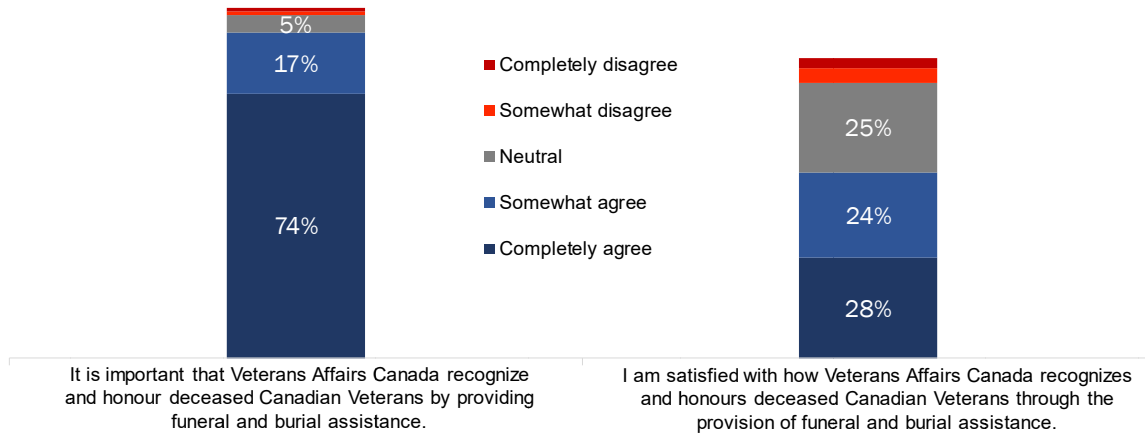 5%
17%
74%
Completely disagree
Somewhat disagree
Neutral
Somewhat agree
Completely agree
25%
24%
28%
It is important that Veterans Affairs Canada recognize
and honour deceased Canadian Veterans by providing
funeral and burial assistance.
I am satisfied with how Veterans Affairs Canada recognizes
and honours deceased Canadian Veterans through the
provision of funeral and burial assistance.